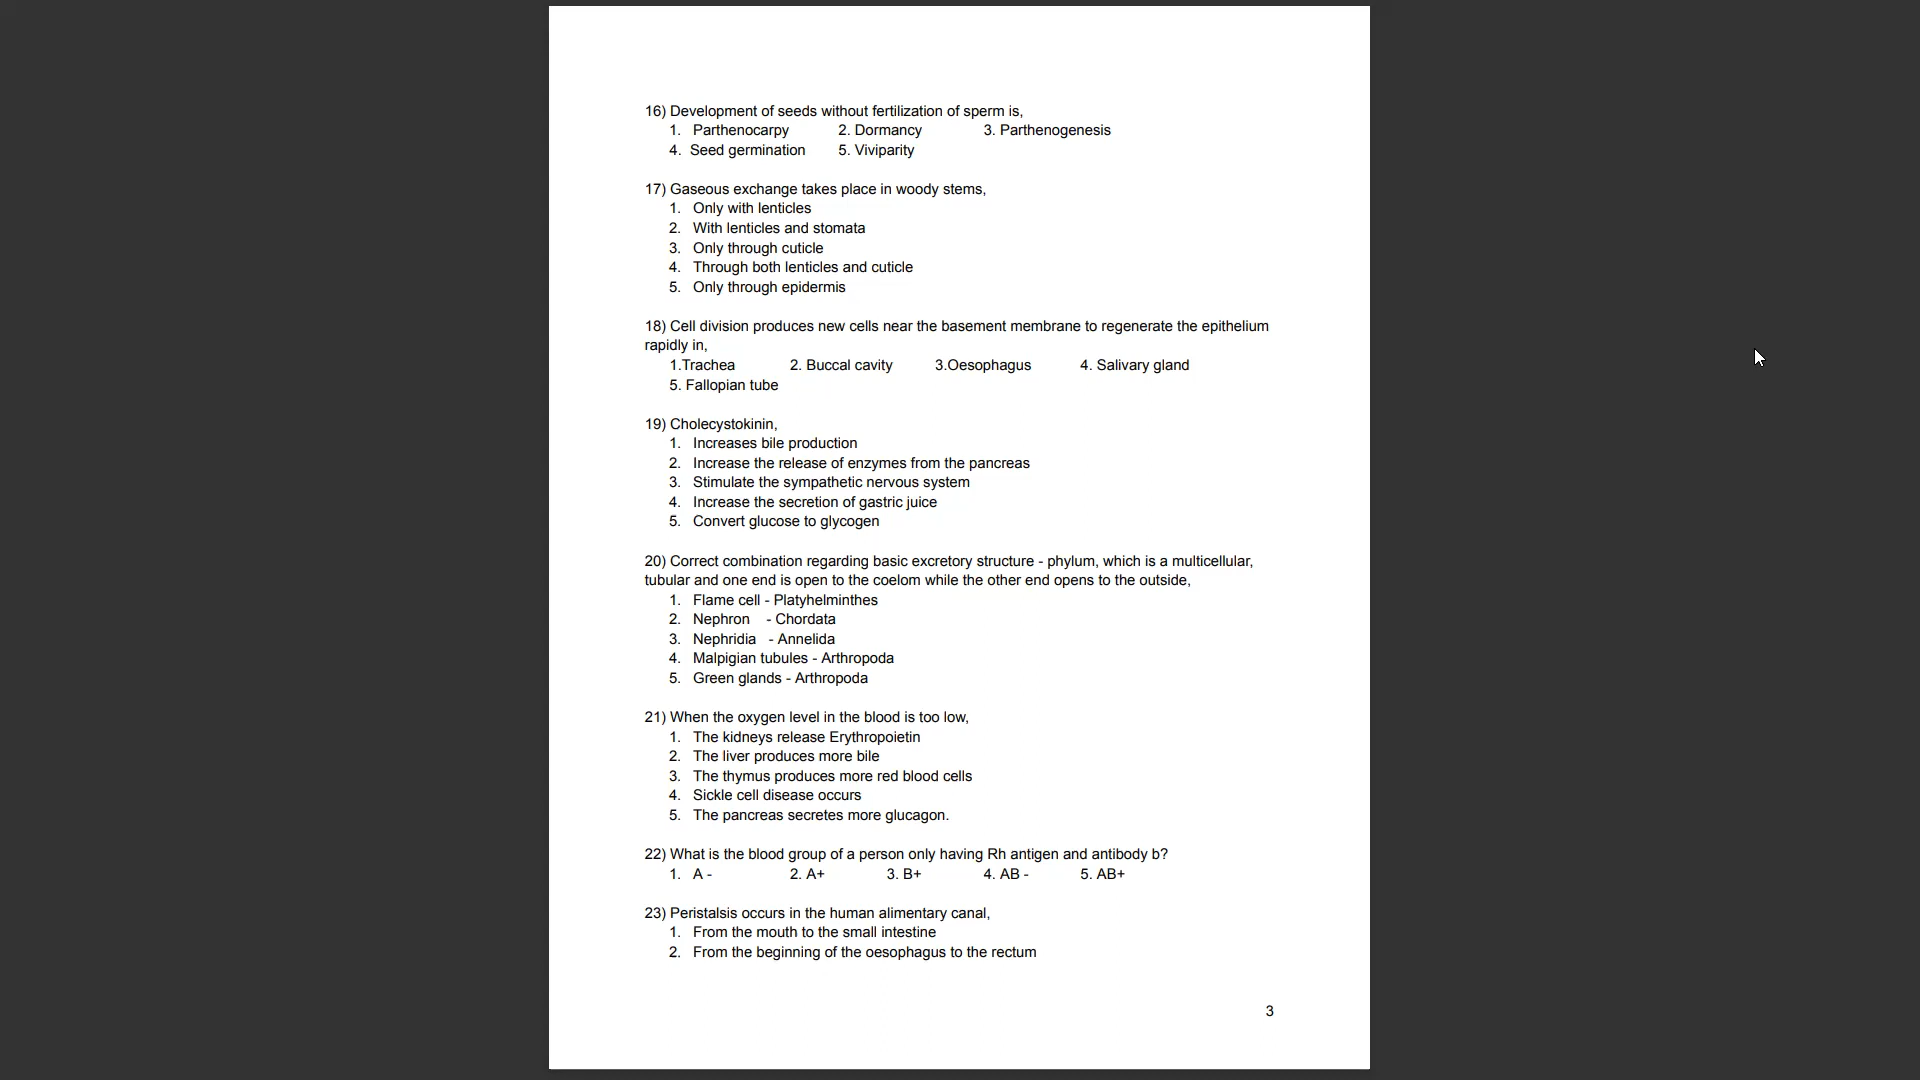 16) Development of seeds without fertilization of sperm is,
1. Parthenocarpy 2. Dormancy 3. Parthenogenesis
4. Seed germination 5. Viviparity
17) Gaseous exchange takes place in woody stems,
1. Only with lenticles
2. With lenticles and stomata
3. Only through cuticle
4. Through both lenticles and cuticle
5. Only through epidermis
18) Cell division produces new cells near the basement membrane to regenerate the epithelium
rapidly in,
1.Trachea 2. Buccal cavity 3.Oesophagus 4. Salivary gland
5. Fallopian tube
19) Cholecystokinin,
1. Increases bile production
2. Increase the release of enzymes from the pancreas
3. Stimulate the sympathetic nervous system
4. Increase the secretion of gastric juice
5. Convert glucose to glycogen
20) Correct combination regarding basic excretory structure - phylum, which is a multicellular,
tubular and one end is open to the coelom while the other end opens to the outside,
1. Flame cell - Platyhelminthes
2. Nephron - Chordata
3. Nephridia - Annelida
4. Malpigian tubules - Arthropoda
5. Green glands - Arthropoda
21) When the oxygen level in the blood is too low,
1. The kidneys release Erythropoietin
2. The liver produces more bile
3. The thymus produces more red blood cells
4. Sickle cell disease occurs
5. The pancreas secretes more glucagon.
22) What is the blood group of a person only having Rh antigen and antibody b?
1. A - 2. A+ 3. B+ 4. AB - 5. AB+
23) Peristalsis occurs in the human alimentary canal,
1. From the mouth to the small intestine
2. From the beginning of the oesophagus to the rectum
3